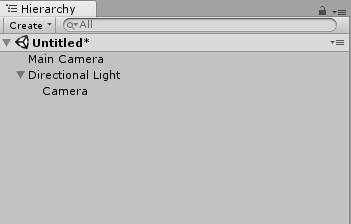 Hierarchy
Create All
Untitled*
Main Camera
Directional Light
Camera